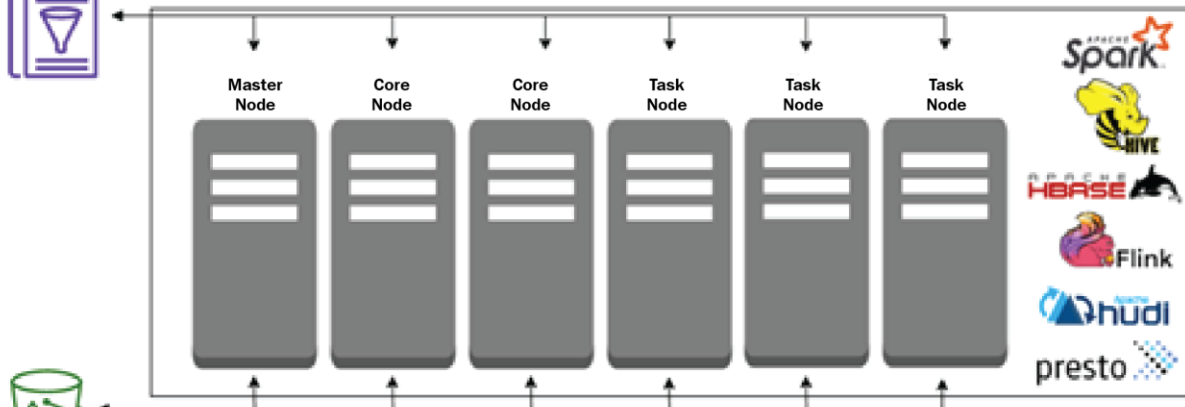 Master
Node
Core
Node
Core
Node
Task
Node
Task
Node
Task
Node
APACHE
Spark
HIVE
APACHE
HBASE
Flink
Apache
hudi
presto